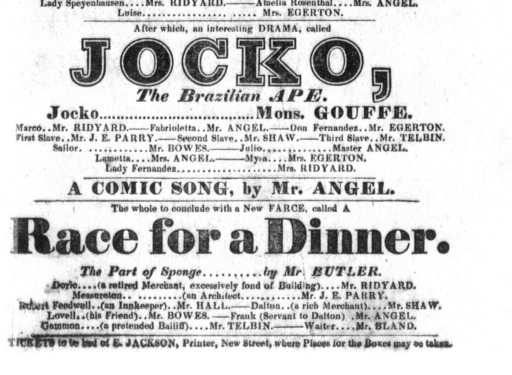 Lady Speyenhausen....Mrs. RIDYARD.——Amelia Rosenthal....Mrs. ANGEL.
Luise.............. ..... Mrs. EGERTON.
After which, an interesting DRAMA, called
JOCKO,
The Brazilian APE.
Jocko..............................Mons. GOUFFE.
Marco..Mr. RIDYARD.——Fabrioletta..Mr. ANGEL.——Don Fernandez..Mr. EGERTON.
First Slave..Mr. J. E. PARRY.——Second Slave..Mr. SHAW.——Third Slave..Mr. TELBIN.
Sailor. ...........Mr. BOWES.——Julio............Master ANGEL.
Lametta....Mrs. ANGEL.——Myna....Mrs. EGERTON,
Lady Fernandez...................Mrs. RIDYARD.
A COMIC SONG, by Mr. ANGEL.
The whole to conclude with a New FARCE, called A
Race for a Dinner.
The Part of Sponge.........by Mr. BUTLER.
Doric....(a retired Merchant, excessively fond of Building)....Mr. RIDYARD.
Measureton.. .........(an Architect............Mr. J. E. PARRY.
Robert Feedwell..(an Innkeeper)..Mr. HALL.——Dalton..(a rich Merchant)....Mr. SHAW.
Lovell..(his Friend)..Mr. BOWES.——Frank (Servant to Dalton) .Mr. ANGEL.
Gammon....(a pretended Bailiff)....Mr. TELBIN.——Waiter....Mr. BLAND.
TICKETS to be had of E. JACKSON, Printer, New Street, where Places for the Boxes may be taken.